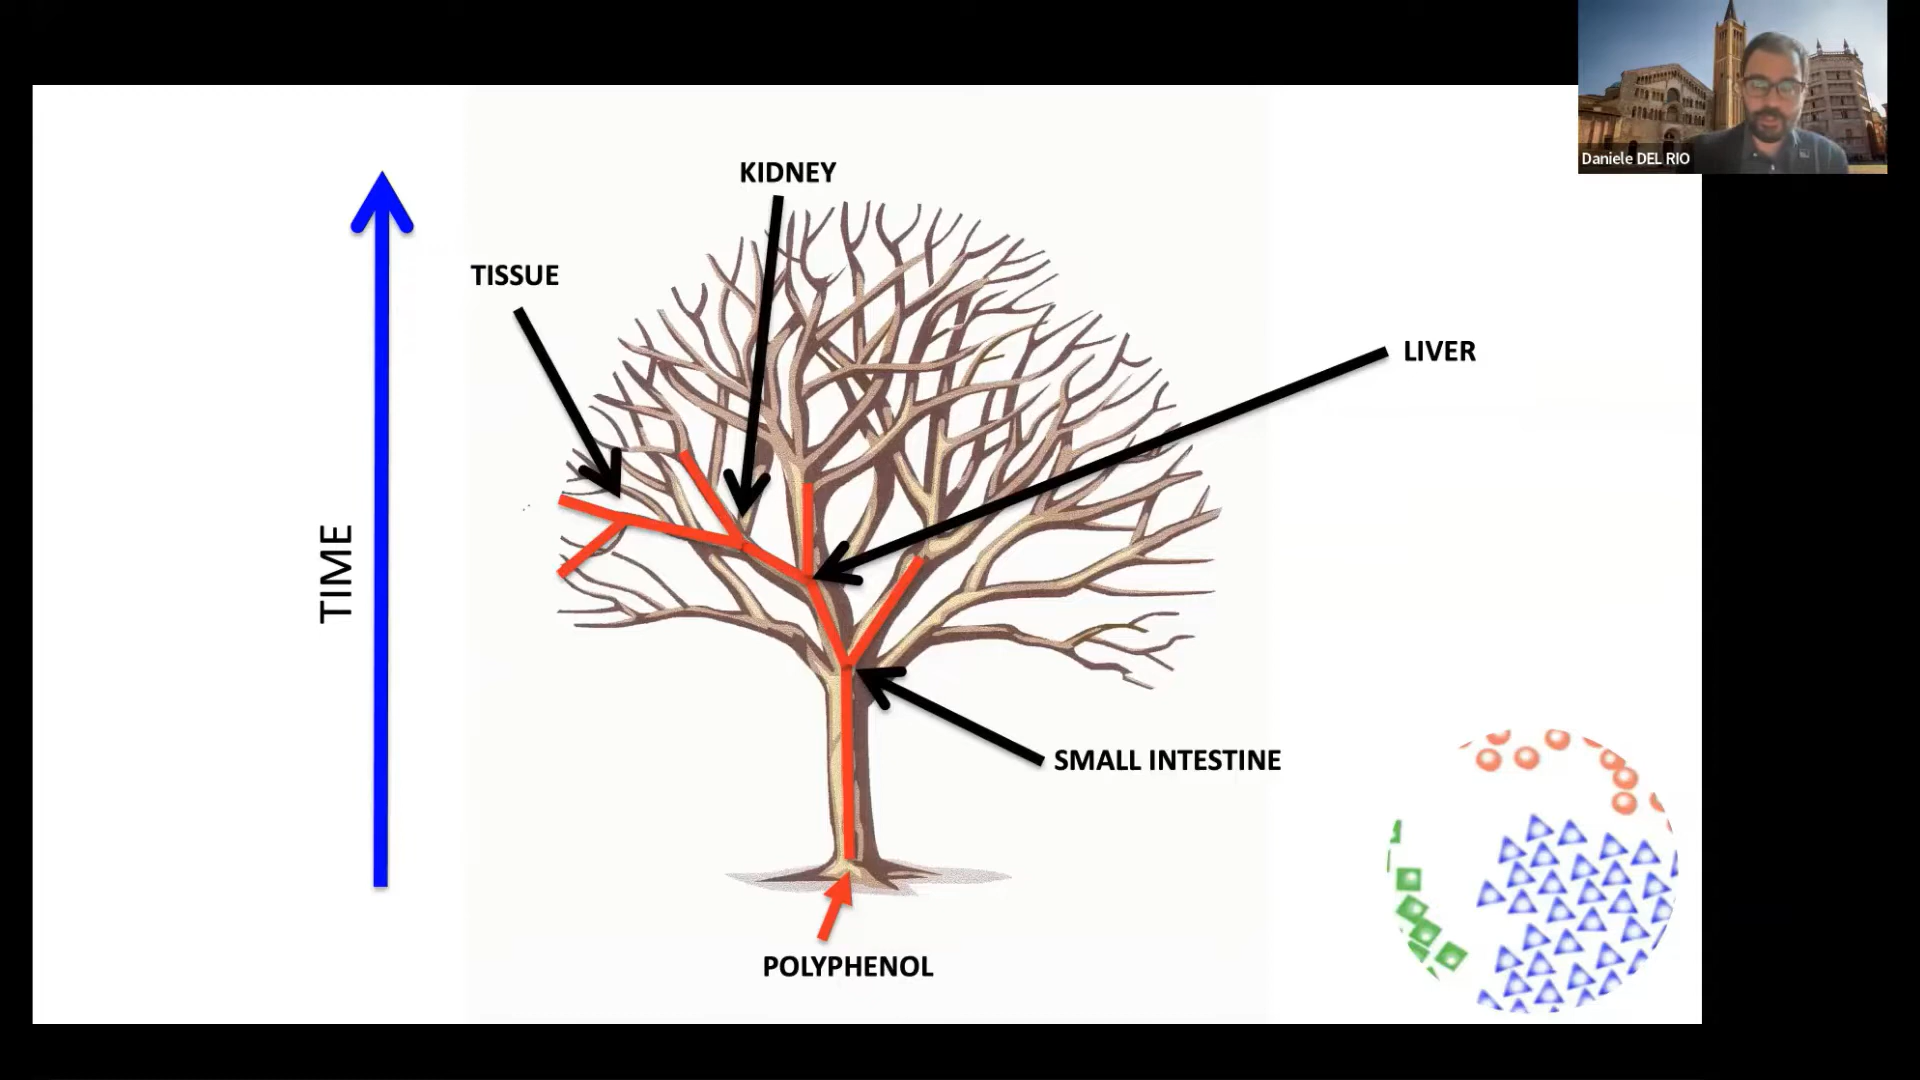 Daniele DEL RIO
KIDNEY
TISSUE
LIVER
TIME
SMALL INTESTINE
POLYPHENOL